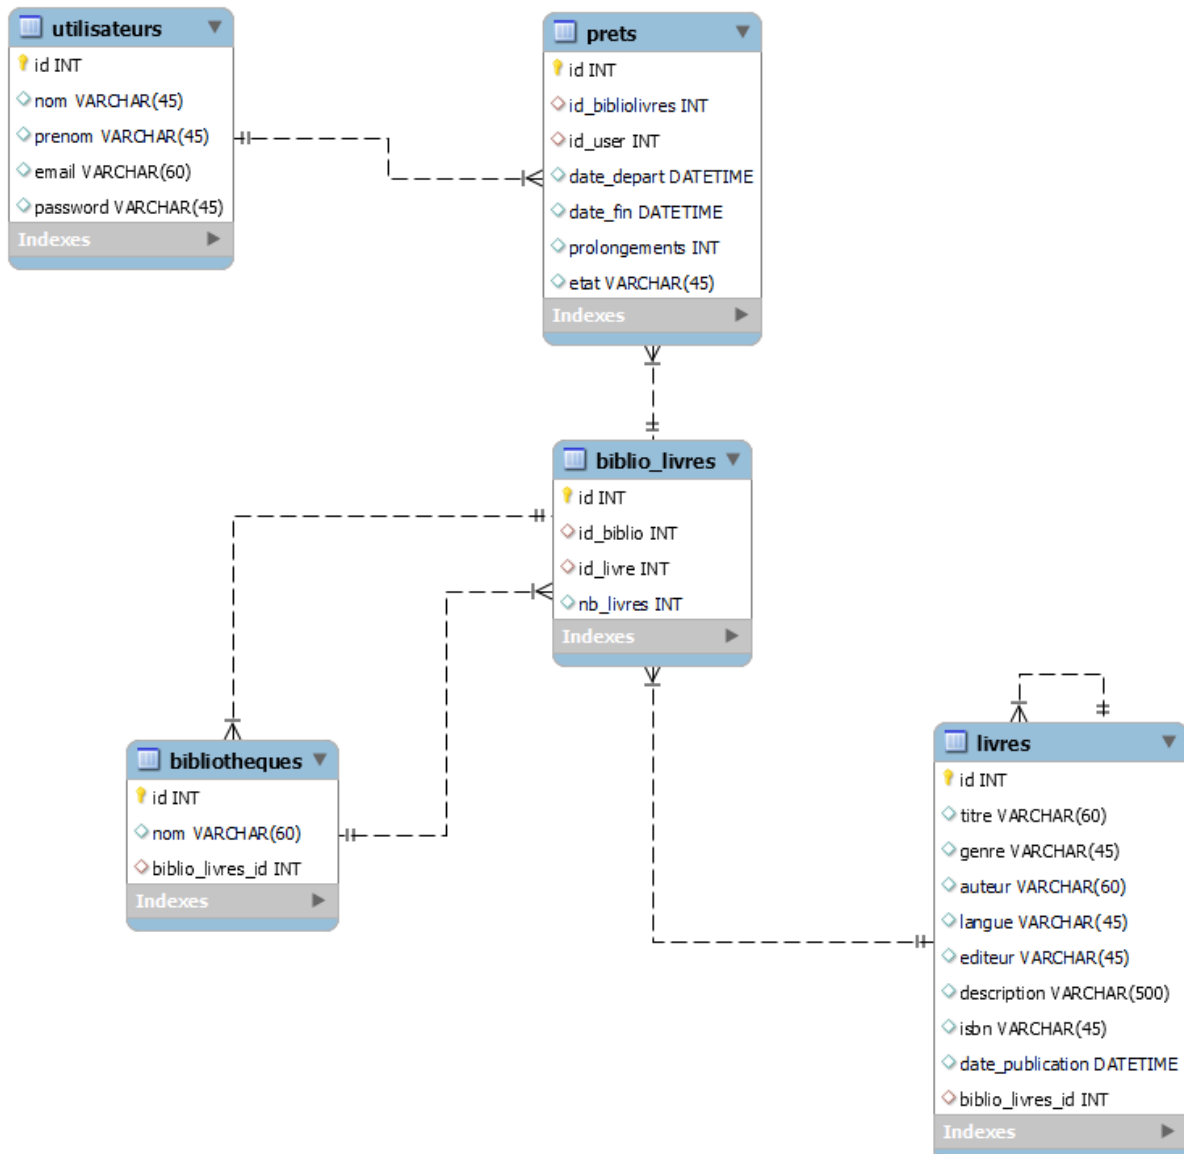 utilisateurs
id INT
nom VARCHAR(45)
prenom VARCHAR(45)
email VARCHAR(60)
password VARCHAR(45)
Indexes
prets
id INT
id_bibliolivres INT
id_user INT
date_depart DATETIME
date_fin DATETIME
prolongements INT
etat VARCHAR(45)
Indexes
biblio_livres
id INT
id_biblio INT
id_livre INT
nb_livres INT
Indexes
bibliotheques
id INT
nom VARCHAR(60)
biblio_livres_id INT
Indexes
livres
id INT
titre VARCHAR(60)
genre VARCHAR(45)
auteur VARCHAR(60)
langue VARCHAR(45)
editeur VARCHAR(45)
description VARCHAR(500)
isbn VARCHAR(45)
date_publication DATETIME
biblio_livres_id INT
Indexes